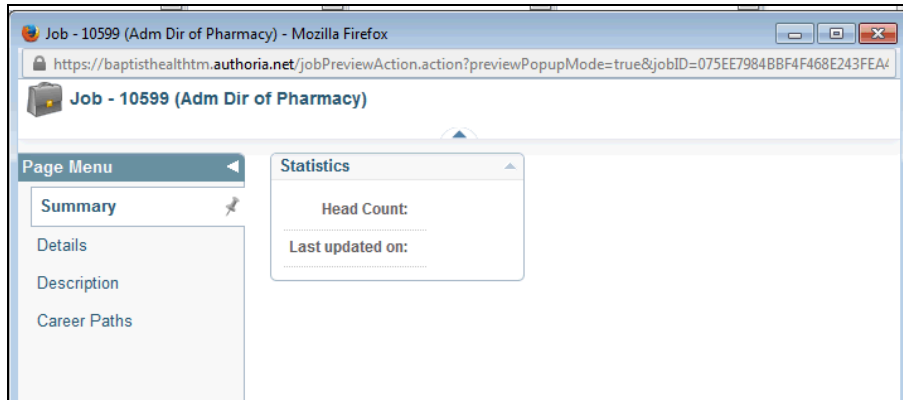 Job - 10599 (Adm Dir of Pharmacy) - Mozilla Firefox
https://baptisthealthtm.authoria.net/jobPreviewAction.action?previewPopupMode=true&jobID=075EE7984BBF4F468E243FEA4
Job - 10599 (Adm Dir of Pharmacy)
Page Menu
Summary
Details
Description
Career Paths
Statistics
Head Count:
Last updated on: